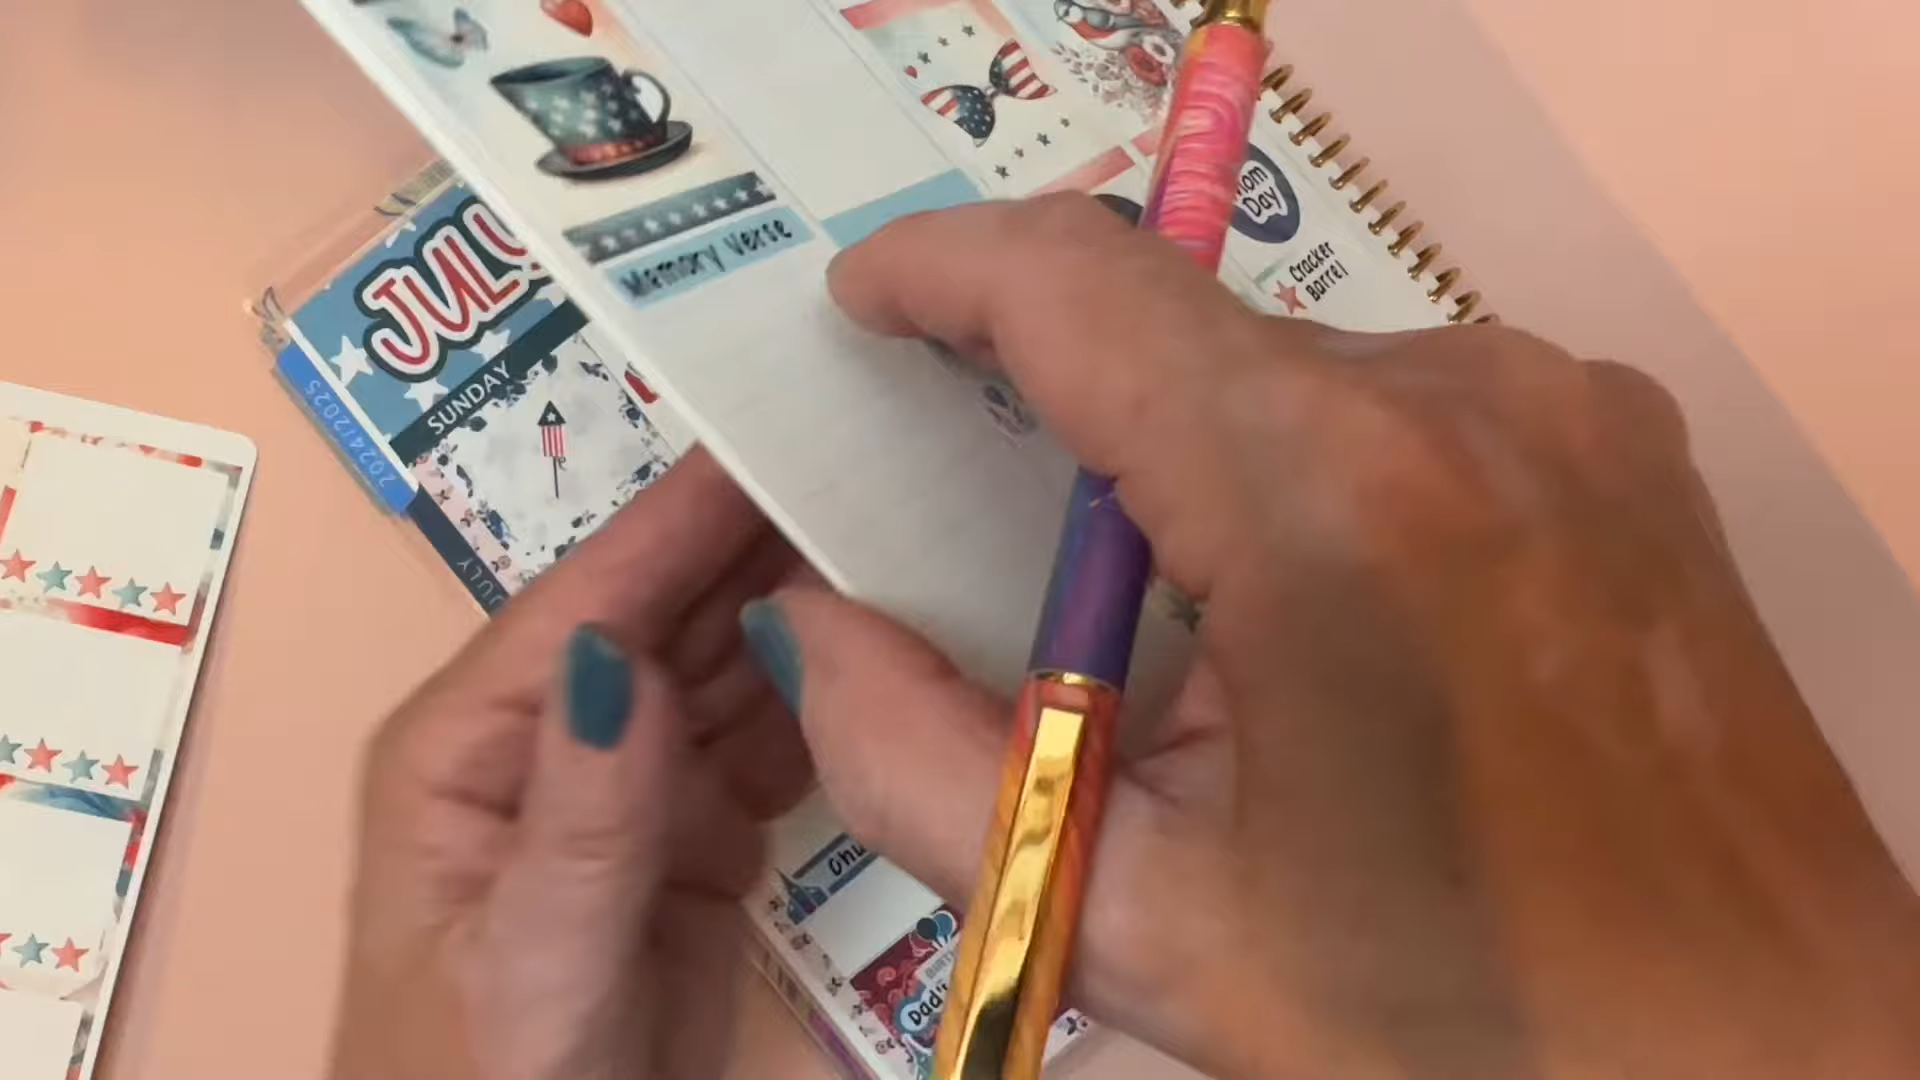 Mom
Day
Cracker
Barrel
Memory Verse
JULY
SUNDAY
2024/2025
JULY
Dad's